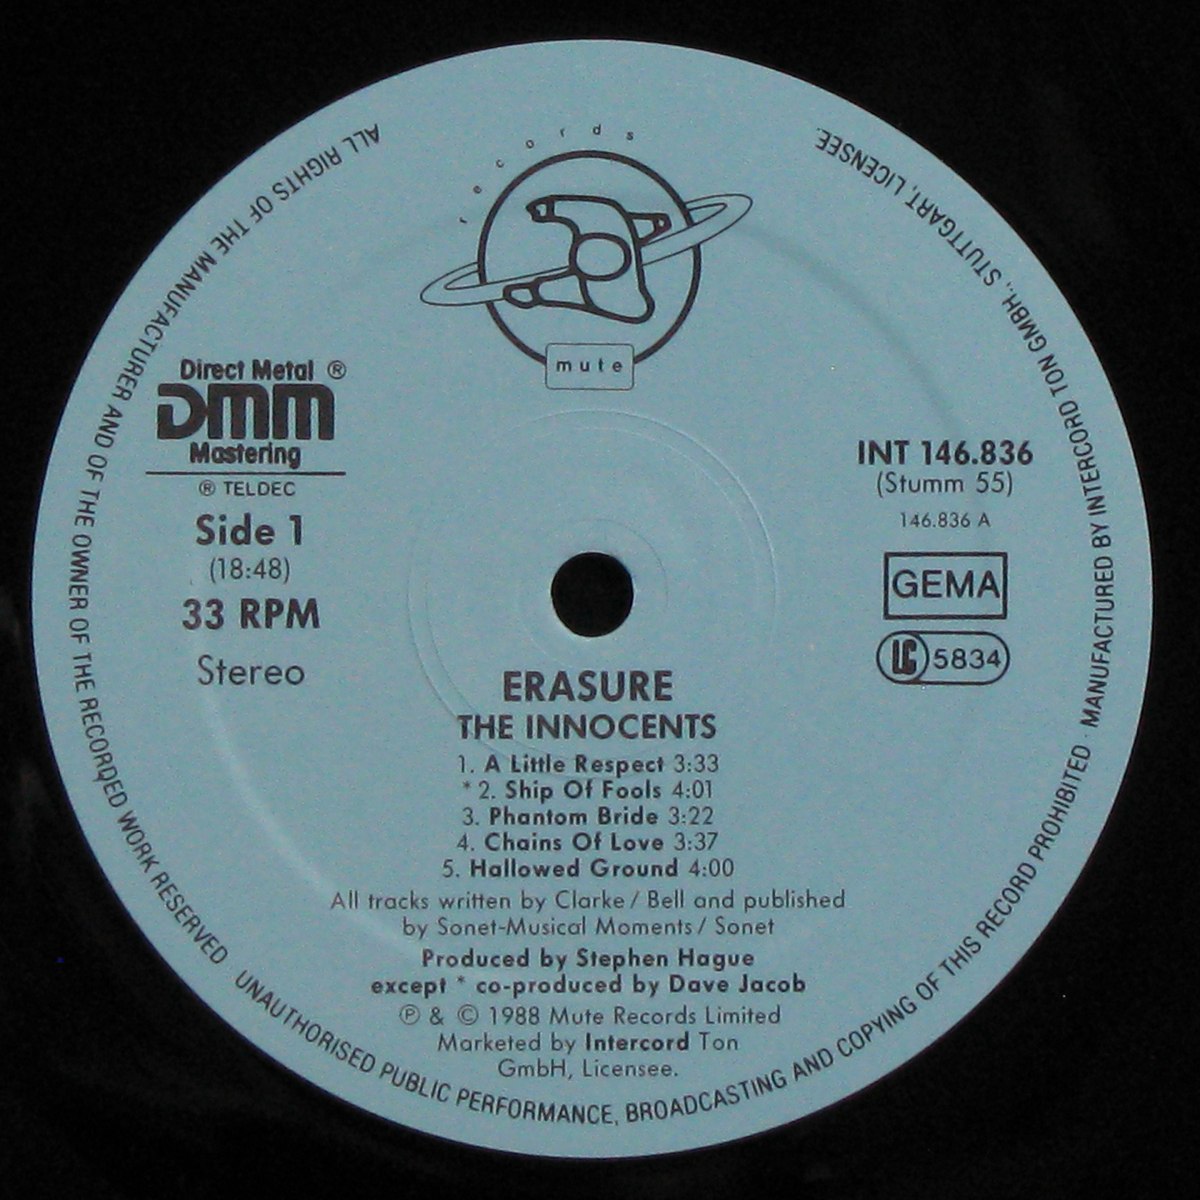 records
mute
Direct Metal ®
DMM
Mastering
® TELDEC
Side 1
(18:48)
33 RPM
Stereo
INT 146.836
(Stumm 55)
146.836 A
GEMA
LC 5834
ERASURE
THE INNOCENTS
1. A Little Respect 3:33
* 2. Ship Of Fools 4:01
3. Phantom Bride 3:22
4. Chains Of Love 3:37
5. Hallowed Ground 4:00
All tracks written by Clarke / Bell and published
by Sonet-Musical Moments / Sonet
Produced by Stephen Hague
except * co-produced by Dave Jacob
℗ & © 1988 Mute Records Limited
Marketed by Intercord Ton
GmbH, Licensee.
ALL RIGHTS OF THE MANUFACTURER AND OF THE OWNER OF THE RECORDED WORK RESERVED UNAUTHORISED PUBLIC PERFORMANCE, BROADCASTING AND COPYING OF THIS RECORD PROHIBITED · MANUFACTURED BY INTERCORD TON GMBH., STUTTGART, LICENSEE.